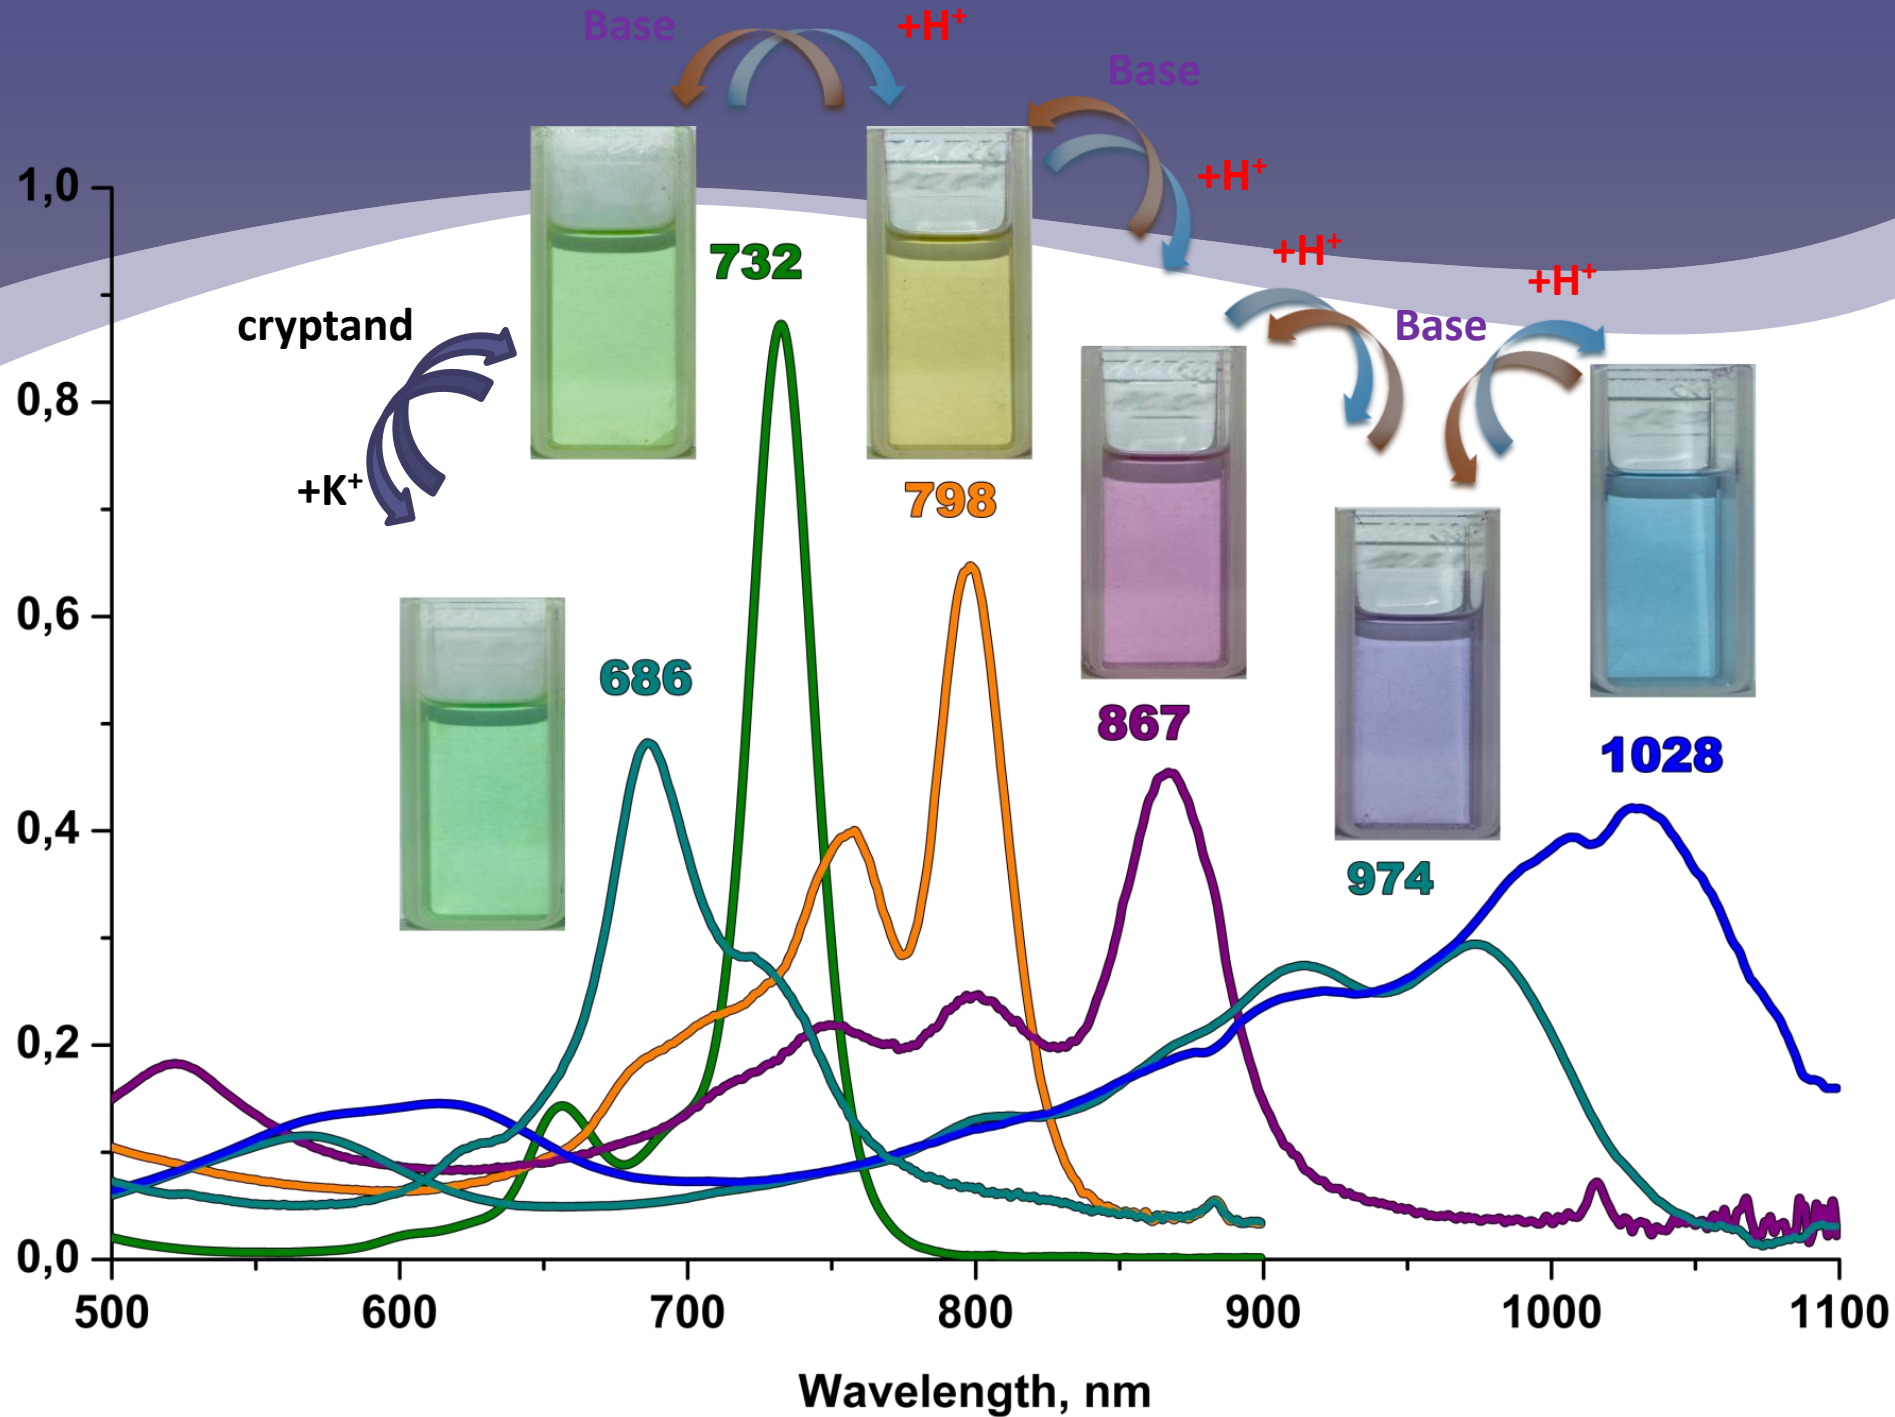 Base
+H⁺
Base
+H⁺
+H⁺
+H⁺
Base
cryptand
+K⁺
732
798
686
867
974
1028
1,0
0,8
0,6
0,4
0,2
0,0
500 600 700 800 900 1000 1100
Wavelength, nm